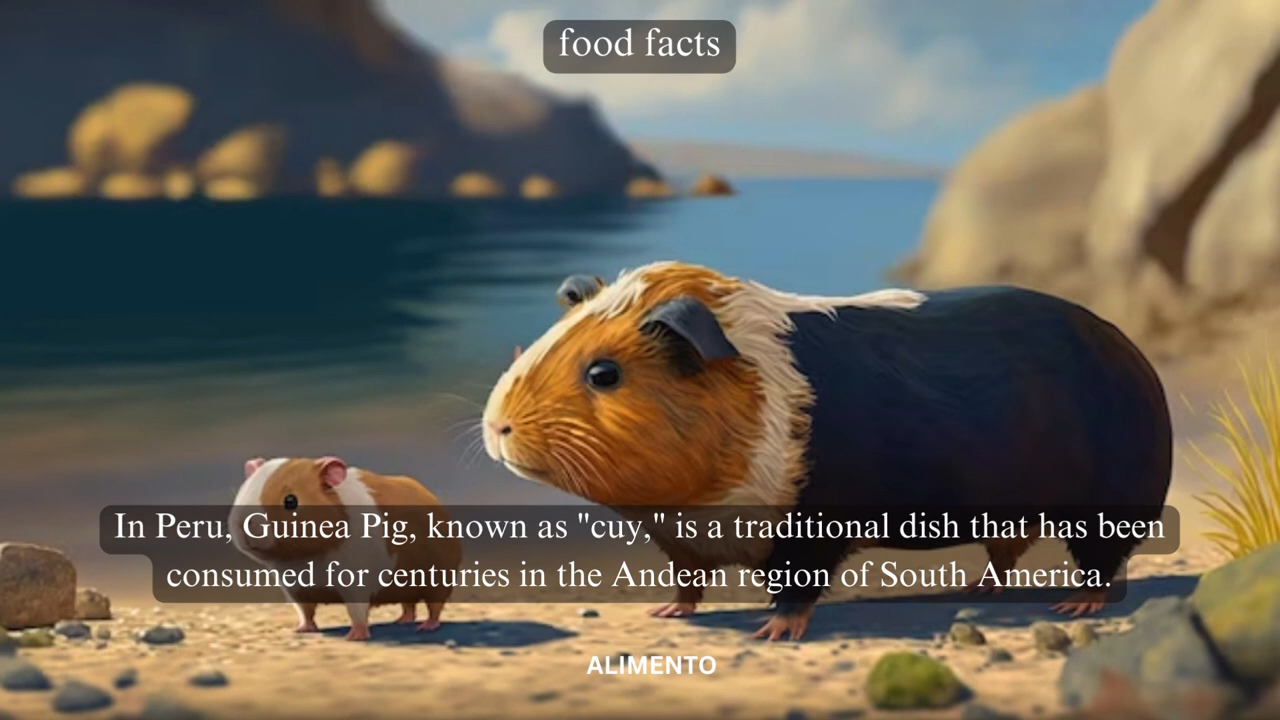 food facts
In Peru, Guinea Pig, known as "cuy," is a traditional dish that has been
consumed for centuries in the Andean region of South America.
ALIMENTO